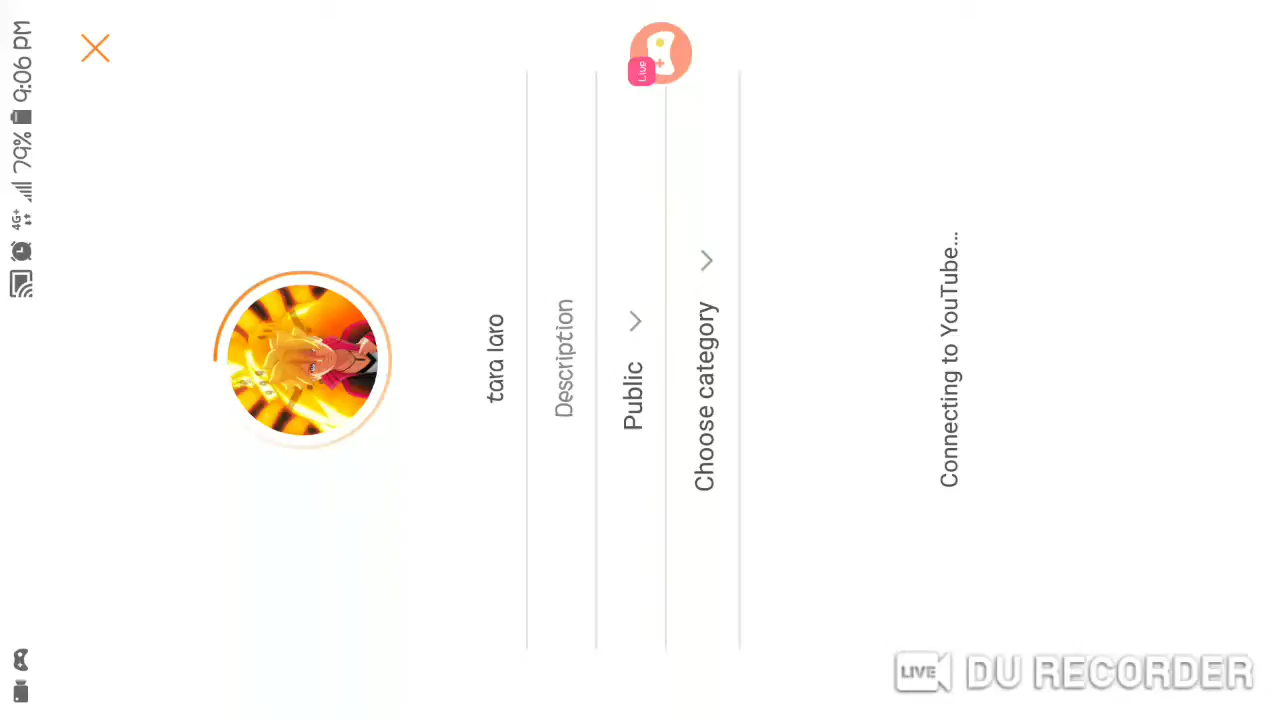 9:06 PM
79%
4G+
Live
tara laro
Description
Public
Choose category
Connecting to YouTube...
LIVE DU RECORDER